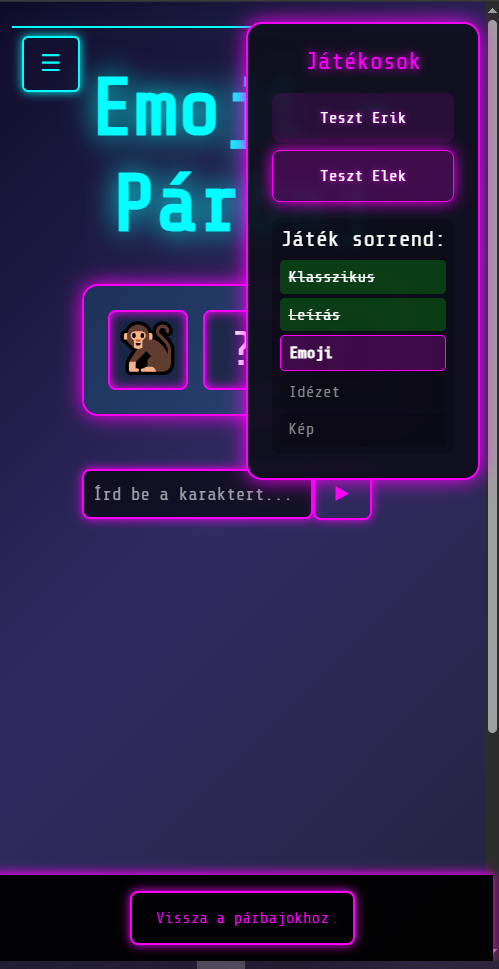 ☰
Emoj
Pár
?
Írd be a karaktert...
▶
Játékosok
Teszt Erik
Teszt Elek
Játék sorrend:
Klasszikus
Leírás
Emoji
Idézet
Kép
Vissza a párbajokhoz